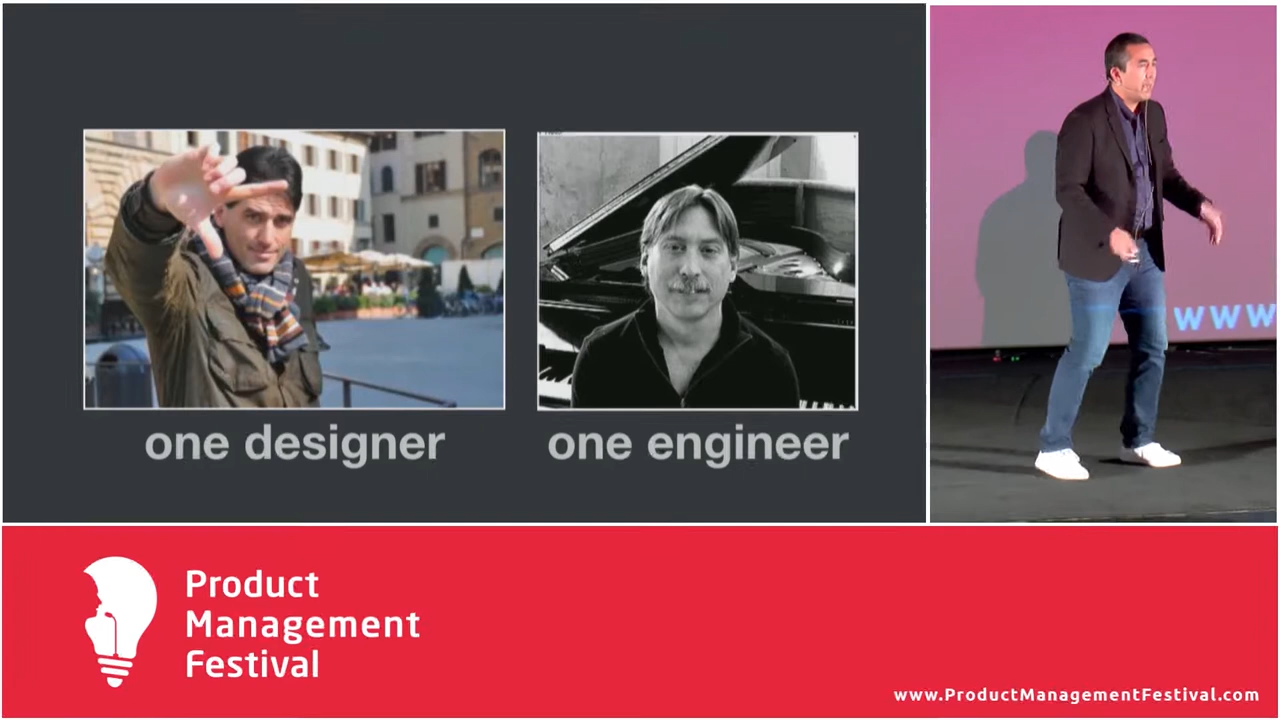 one designer
one engineer
WWW
Product
Management
Festival
www.ProductManagementFestival.com